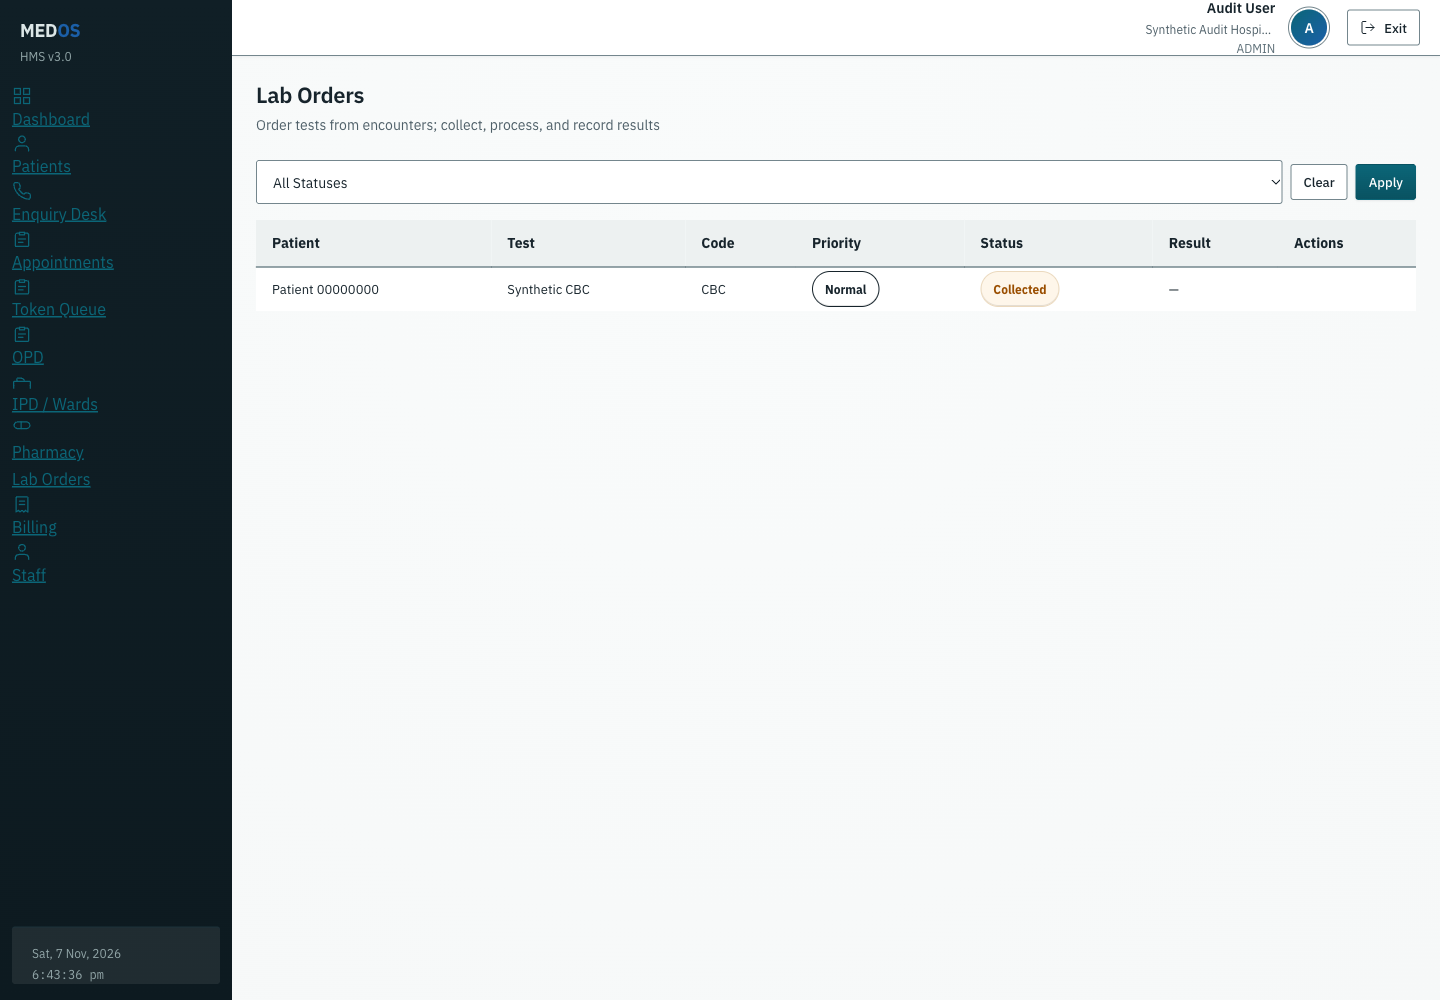 MEDOS
HMS v3.0
Dashboard
Patients
Enquiry Desk
Appointments
Token Queue
OPD
IPD / Wards
Pharmacy
Lab Orders
Billing
Staff
Sat, 7 Nov, 2026
6:43:36 pm
Audit User
Synthetic Audit Hospi...
ADMIN
A
Exit
Lab Orders
Order tests from encounters; collect, process, and record results
All Statuses
Clear
Apply
Patient Test Code Priority Status Result Actions
Patient 00000000 Synthetic CBC CBC Normal Collected —